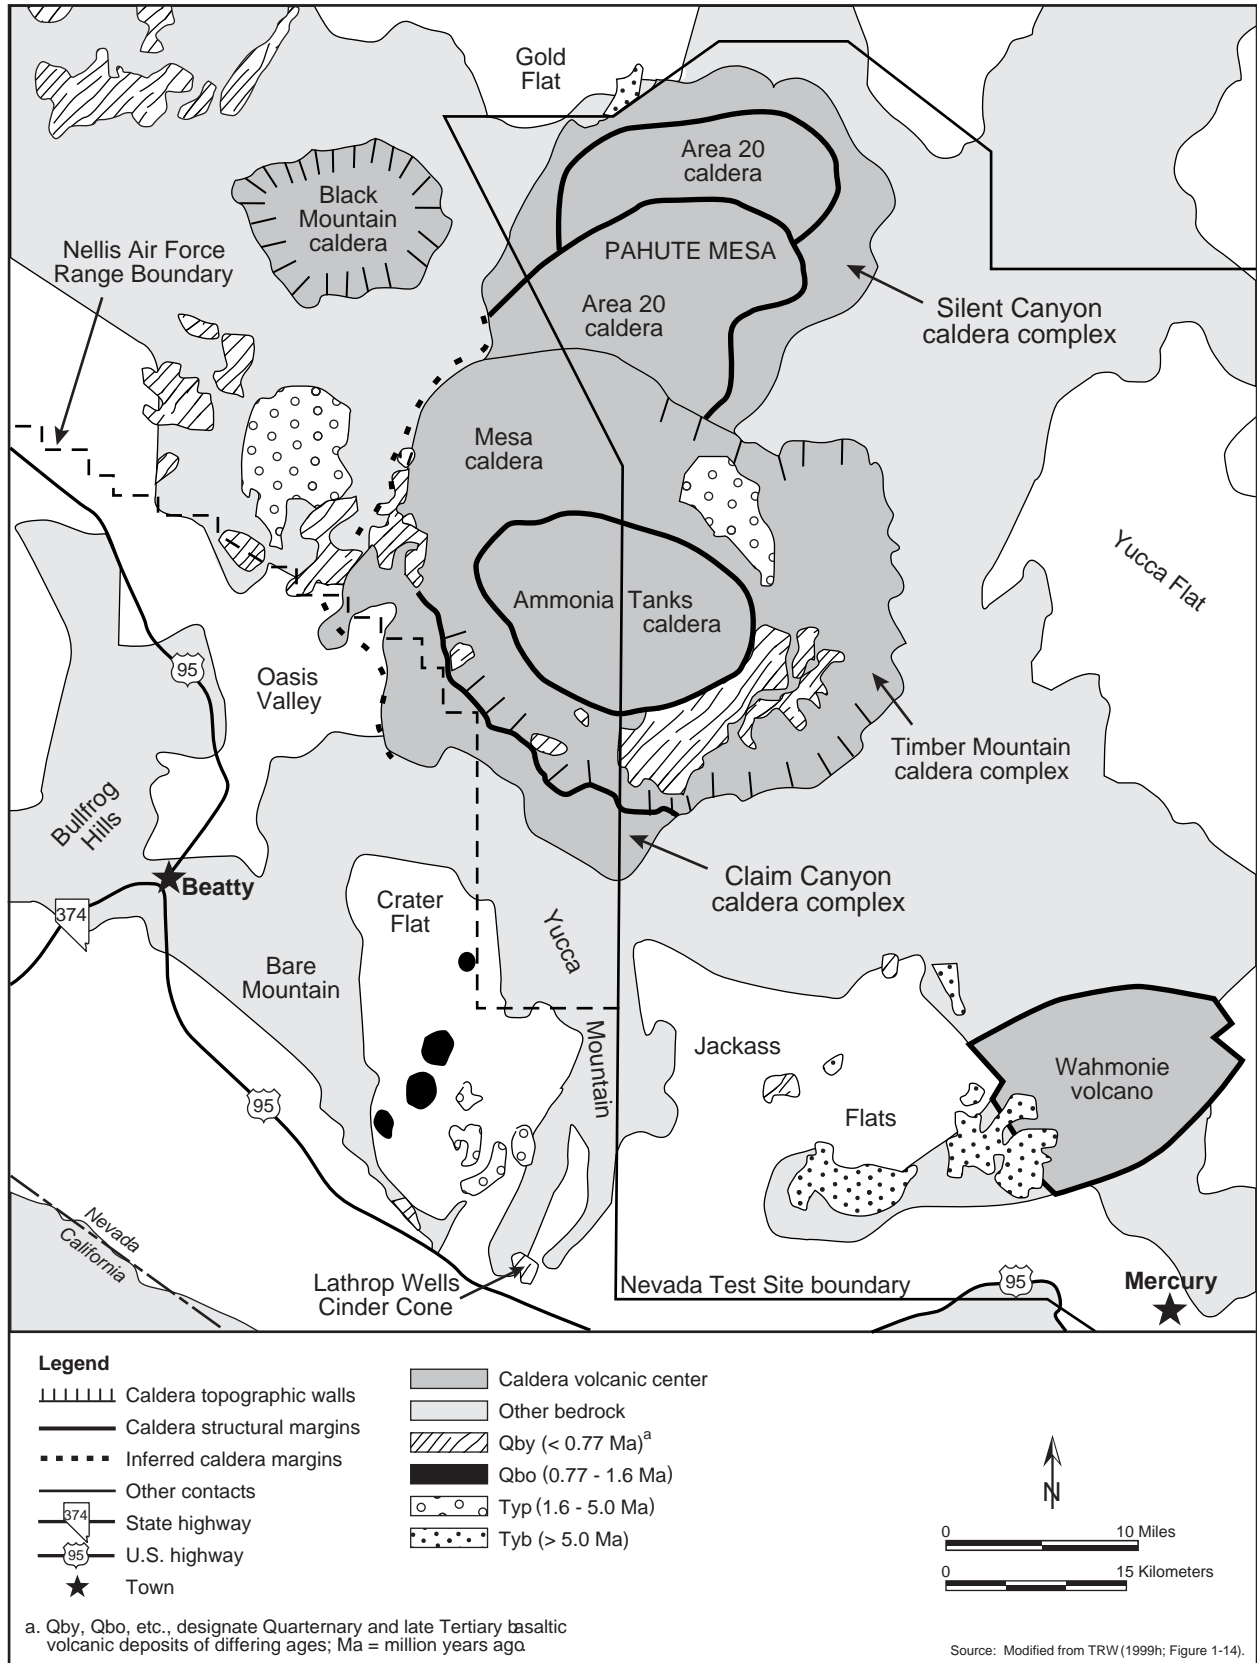 Gold
Flat
Area 20
caldera
Black
Mountain
caldera
Nellis Air Force
Range Boundary
PAHUTE MESA
Area 20
caldera
Silent Canyon
caldera complex
Mesa
caldera
Yucca Flat
Ammonia Tanks
caldera
95
Oasis
Valley
Timber Mountain
caldera complex
Bullfrog
Hills
Beatty
Claim Canyon
caldera complex
374
Crater
Flat
Yucca
Mountain
Bare
Mountain
Jackass
Flats
Wahmonie
volcano
95
Nevada
California
Lathrop Wells
Cinder Cone
Nevada Test Site boundary
95
Mercury
Legend
Caldera topographic walls
Caldera structural margins
Inferred caldera margins
Other contacts
374 State highway
95 U.S. highway
Town
Caldera volcanic center
Other bedrock
Qby (< 0.77 Ma)a
Qbo (0.77 - 1.6 Ma)
Typ (1.6 - 5.0 Ma)
Tyb (> 5.0 Ma)
N
0 10 Miles
0 15 Kilometers
a. Qby, Qbo, etc., designate Quarternary and late Tertiary basaltic
volcanic deposits of differing ages; Ma = million years ago.
Source: Modified from TRW (1999h; Figure 1-14).